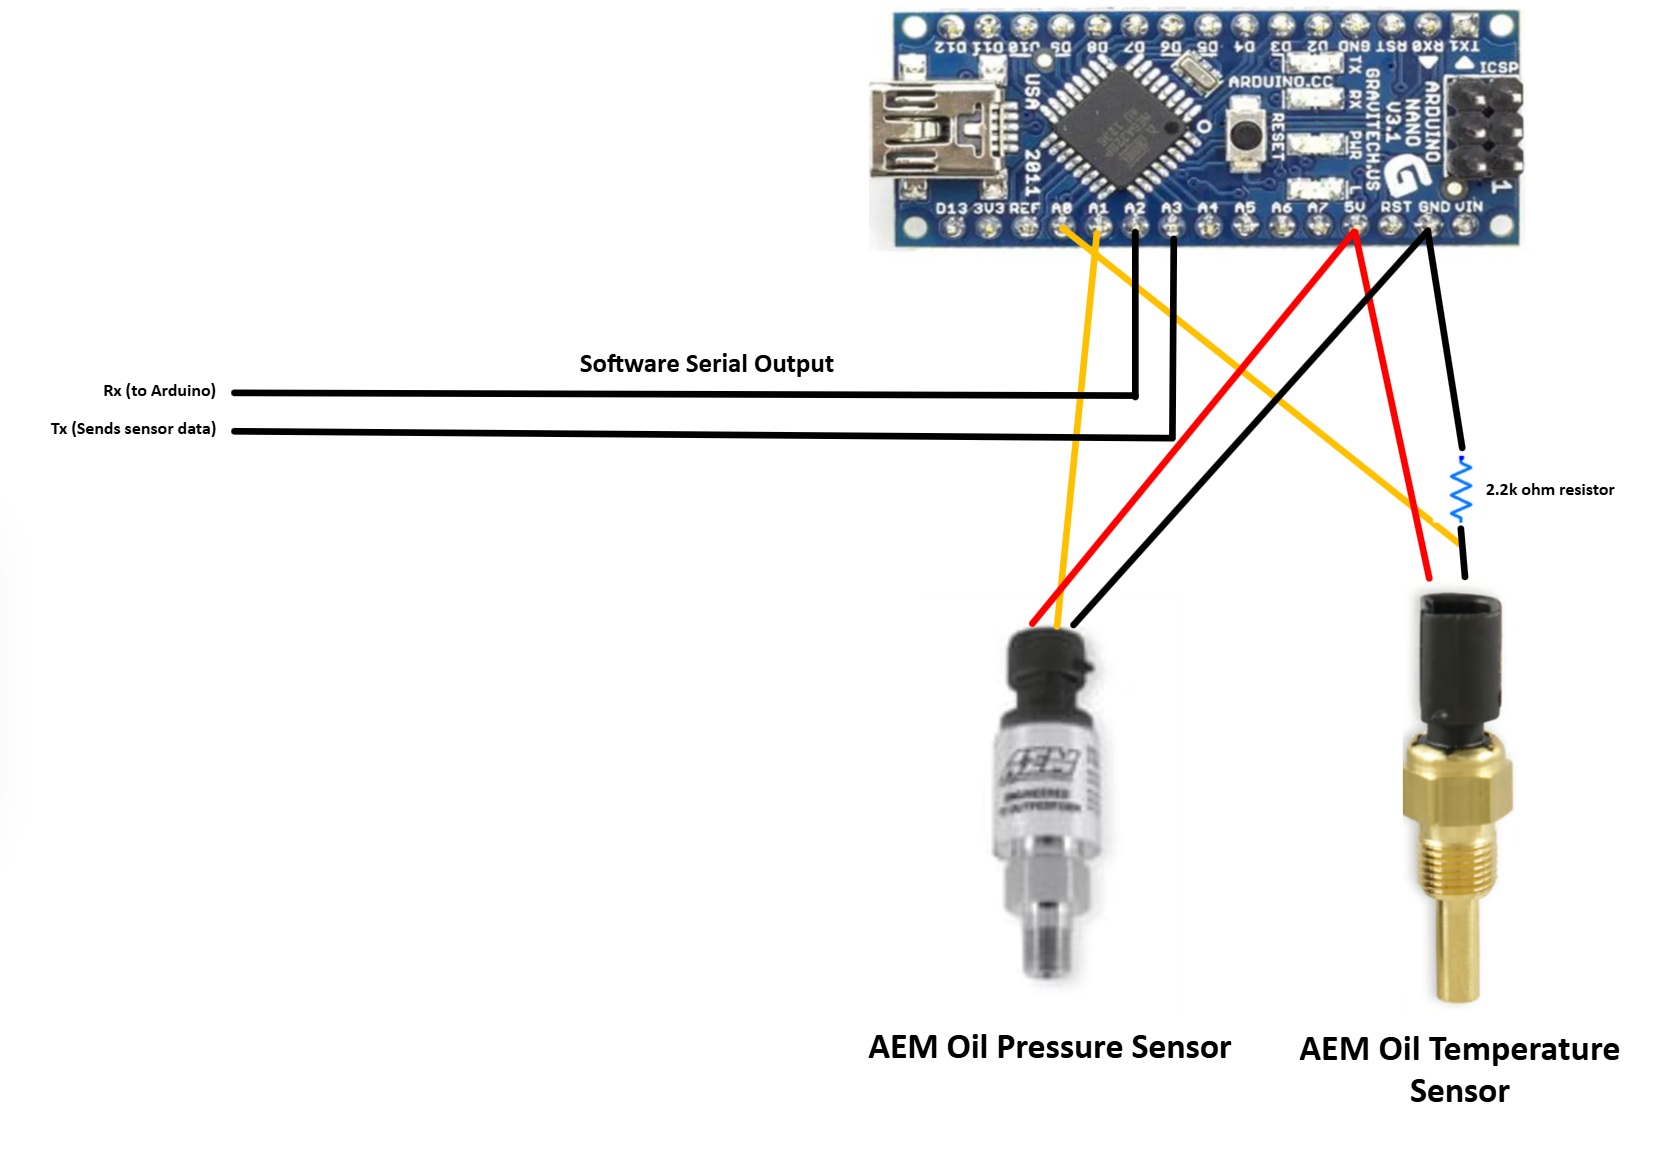 D12 D11 D10 D9 D8 D7 D6 D5 D4 D3 D2 GND RST RX0 TX1
ICSP
ARDUINO.CC
TX
RX
PWR
L
RESET
USA
2011
GRAVITECH.US
ARDUINO
NANO
V3.1
G
1
D13 3V3 REF A0 A1 A2 A3 A4 A5 A6 A7 5V RST GND VIN
Software Serial Output
Rx (to Arduino)
Tx (Sends sensor data)
2.2k ohm resistor
AEM
ENGINEERED
TO OUTPERFORM
AEM Oil Pressure Sensor
AEM Oil Temperature
Sensor